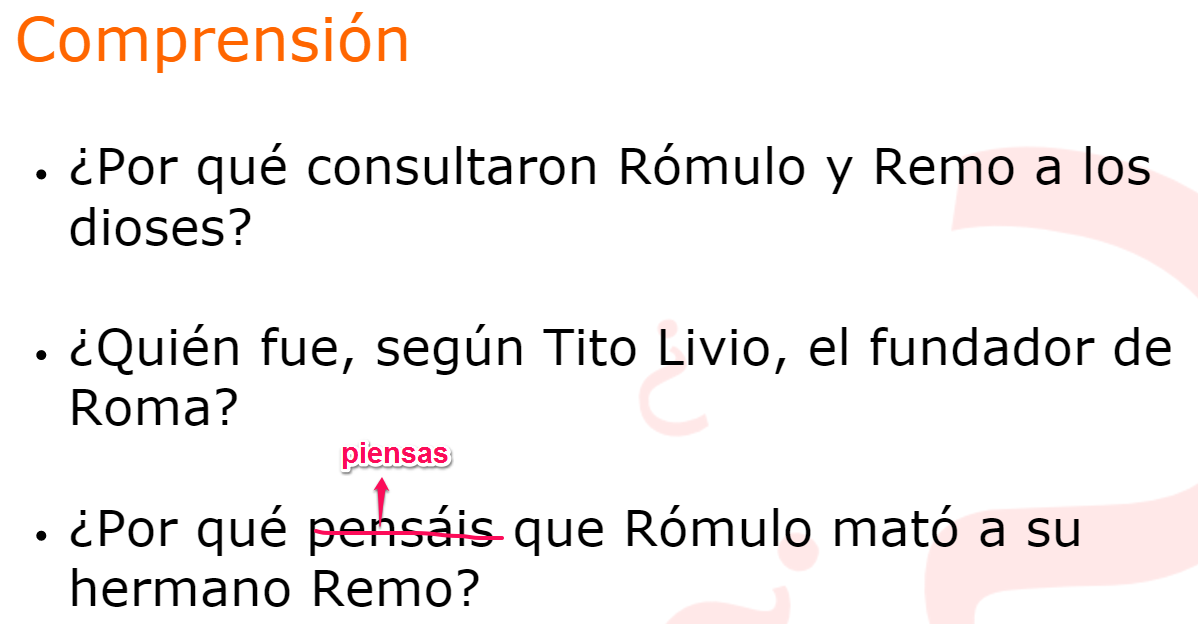 Comprensión
• ¿Por qué consultaron Rómulo y Remo a los
dioses?
• ¿Quién fue, según Tito Livio, el fundador de
Roma?
piensas
• ¿Por qué pensáis que Rómulo mató a su
hermano Remo?